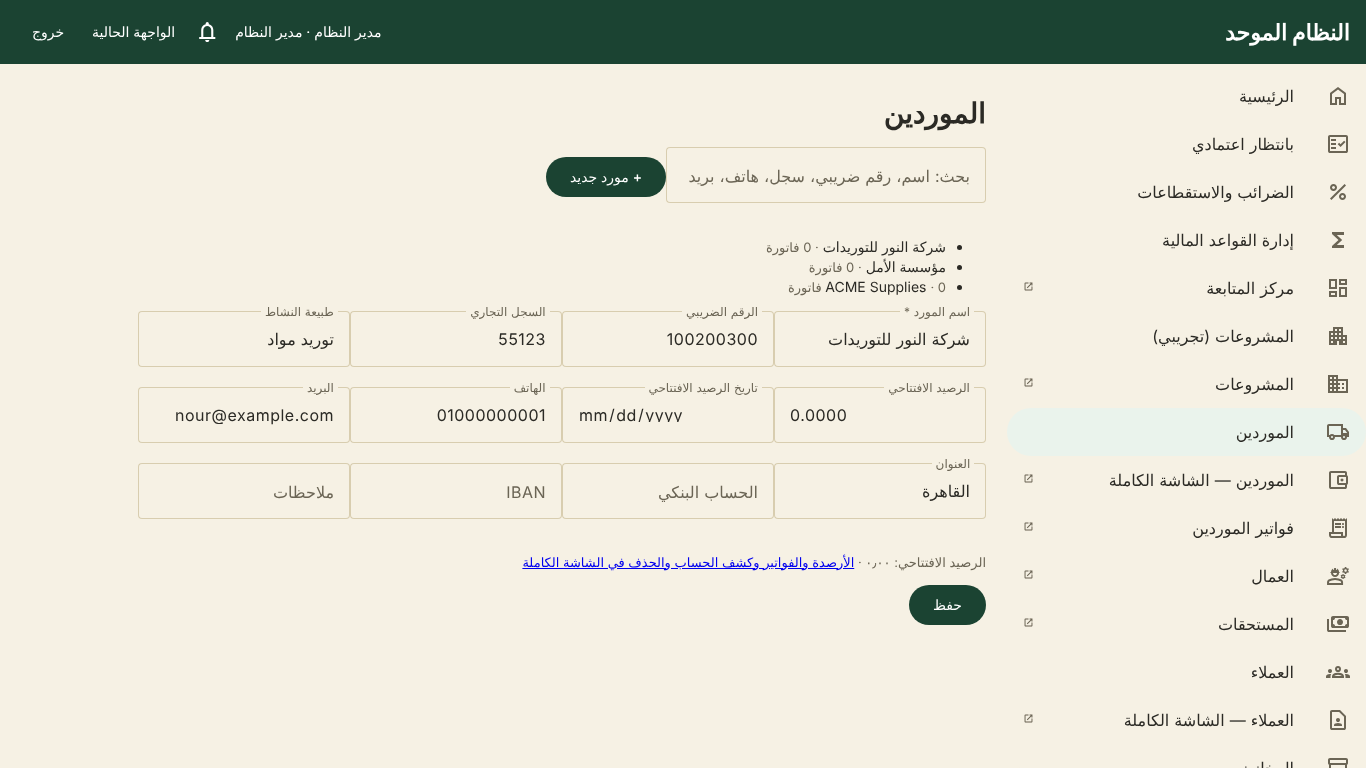 النظام الموحد
مدير النظام · مدير النظام
الواجهة الحالية
خروج
الرئيسية
بانتظار اعتمادي
الضرائب والاستقطاعات
إدارة القواعد المالية
مركز المتابعة
المشروعات (تجريبي)
المشروعات
الموردين
الموردين — الشاشة الكاملة
فواتير الموردين
العمال
المستحقات
العملاء
العملاء — الشاشة الكاملة
الموردين
بحث: اسم، رقم ضريبي، سجل، هاتف، بريد
+ مورد جديد
شركة النور للتوريدات · 0 فاتورة
مؤسسة الأمل · 0 فاتورة
ACME Supplies · 0 فاتورة
اسم المورد *
شركة النور للتوريدات
الرقم الضريبي
100200300
السجل التجاري
55123
طبيعة النشاط
توريد مواد
الرصيد الافتتاحي
0.0000
تاريخ الرصيد الافتتاحي
mm/dd/yyyy
الهاتف
01000000001
البريد
nour@example.com
العنوان
القاهرة
الحساب البنكي
IBAN
ملاحظات
الرصيد الافتتاحي: ٠٫٠٠ · الأرصدة والفواتير وكشف الحساب والحذف في الشاشة الكاملة
حفظ